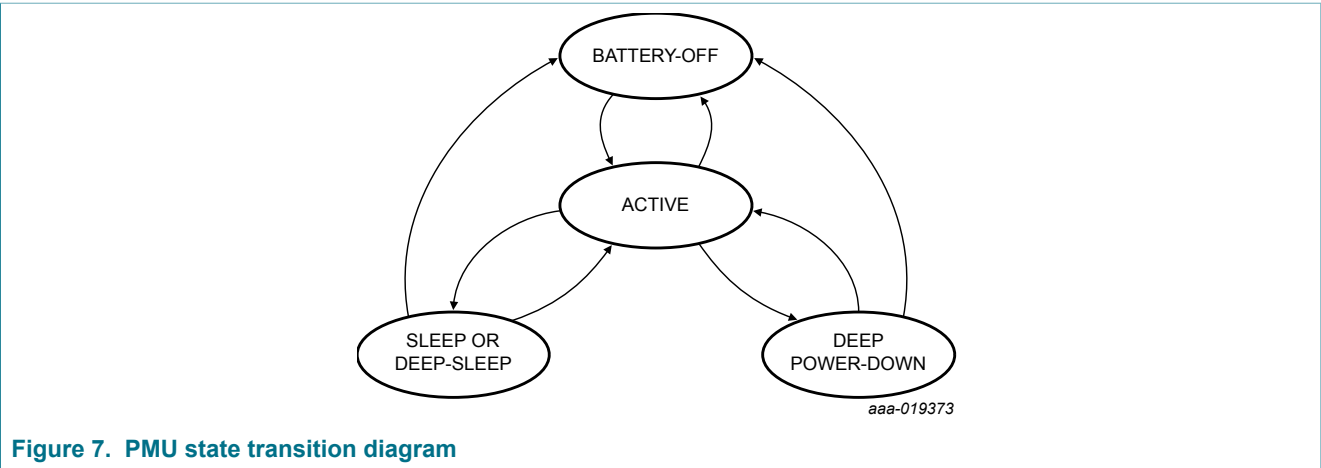 BATTERY-OFF
ACTIVE
SLEEP OR
DEEP-SLEEP
DEEP
POWER-DOWN
aaa-019373
Figure 7. PMU state transition diagram